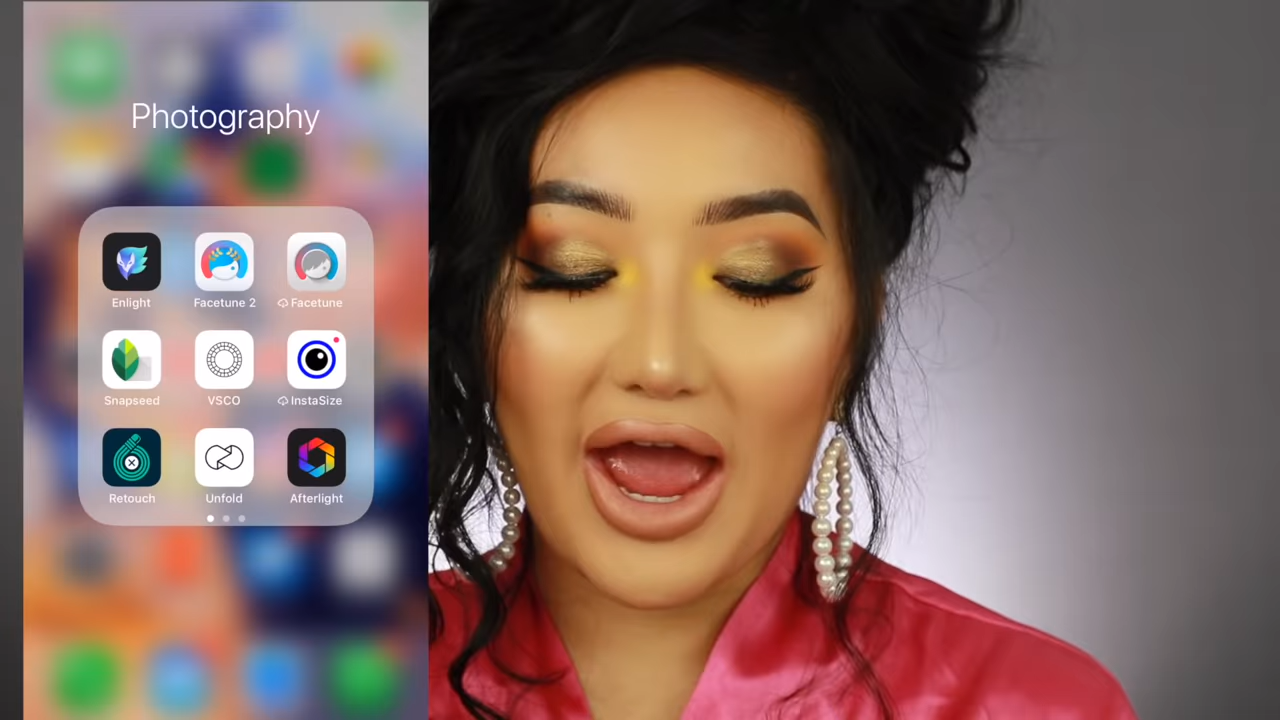 Photography
Enlight
Facetune 2
Facetune
Snapseed
VSCO
InstaSize
Retouch
Unfold
Afterlight